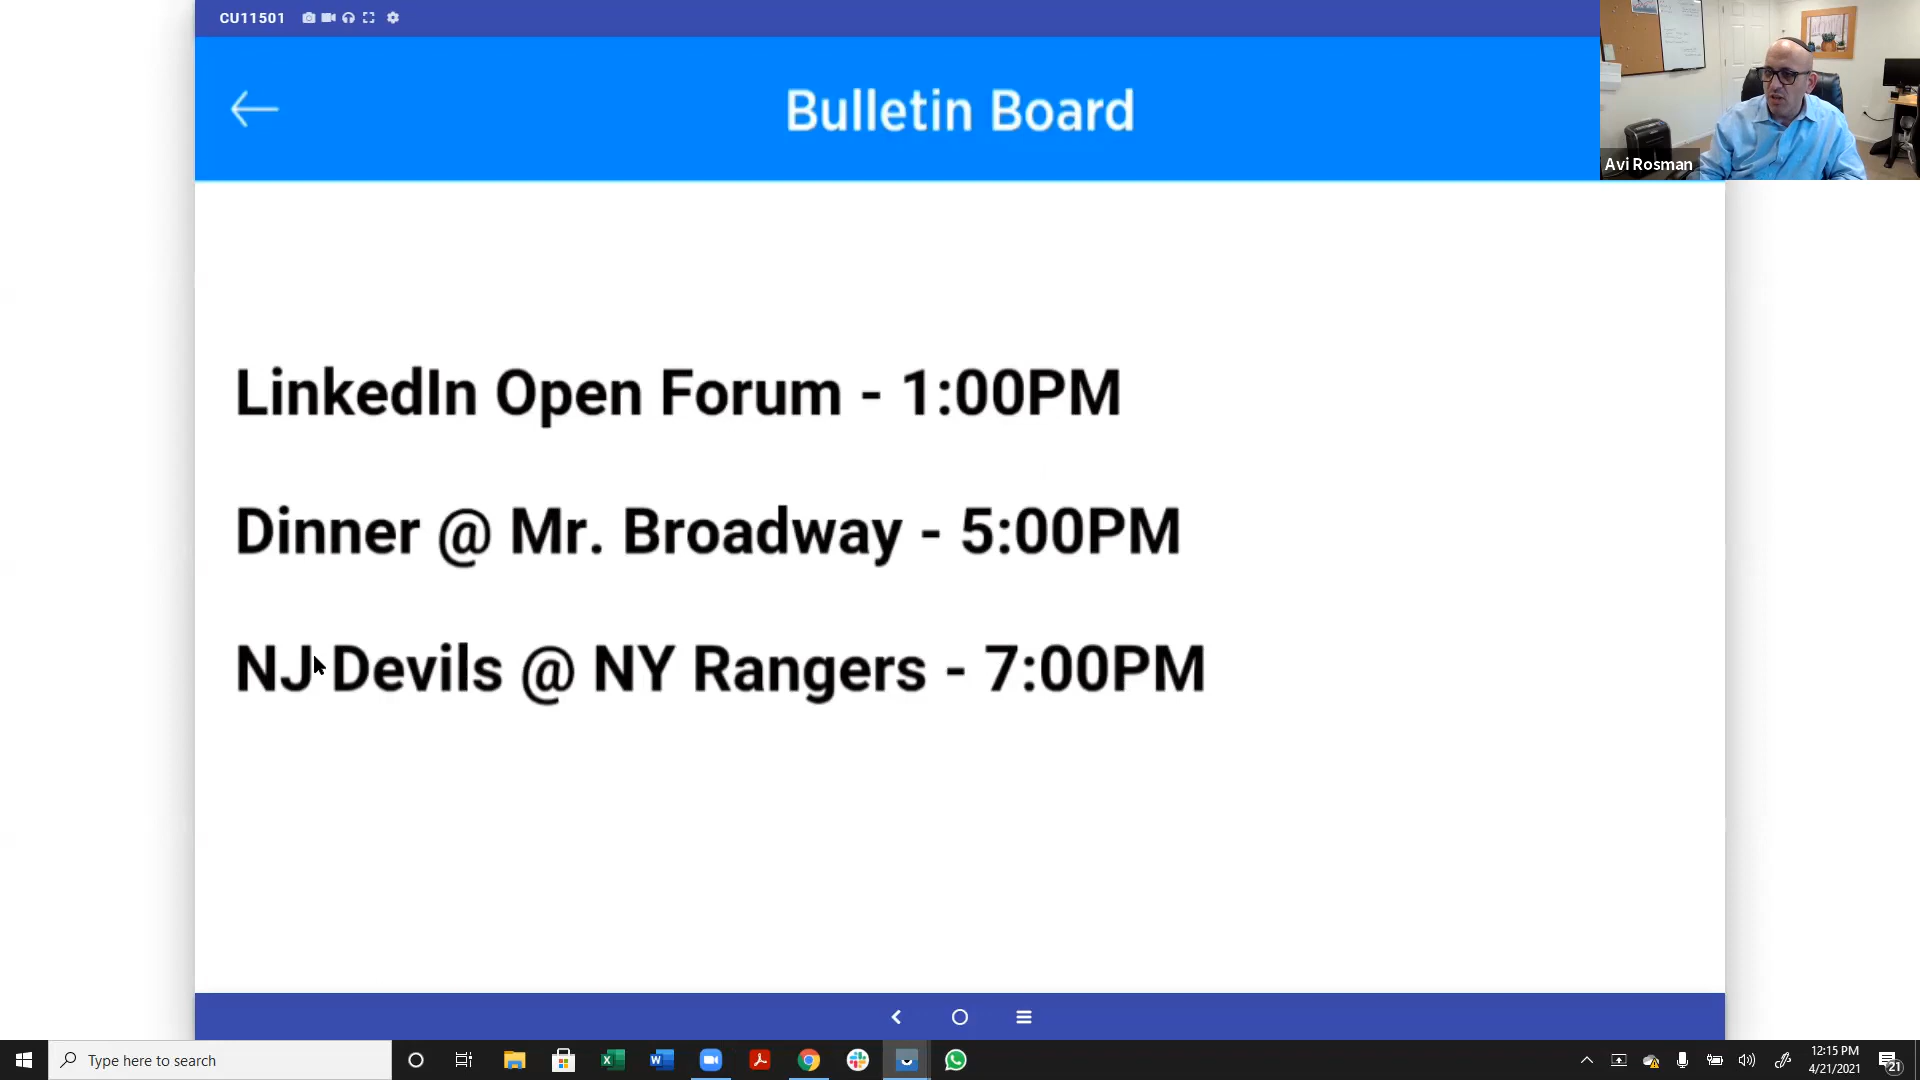 CU11501
Bulletin Board
Avi Rosman
LinkedIn Open Forum - 1:00PM
Dinner @ Mr. Broadway - 5:00PM
NJ Devils @ NY Rangers - 7:00PM
Type here to search
12:15 PM
4/21/2021
21